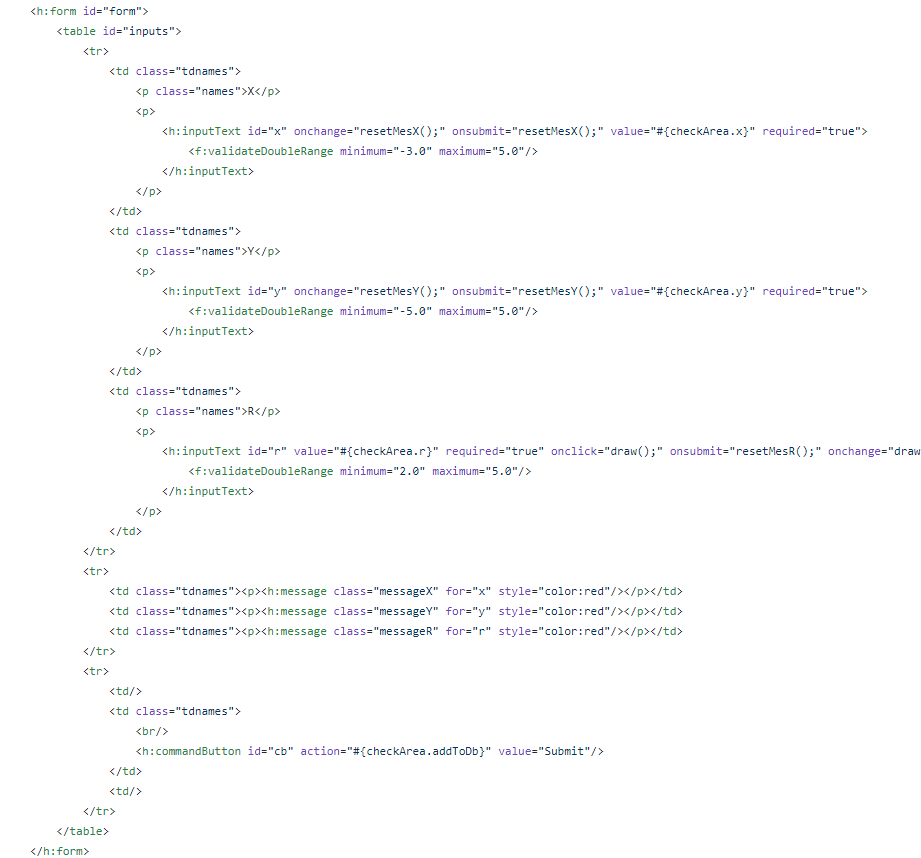 <h:form id="form">
<table id="inputs">
<tr>
<td class="tdnames">
<p class="names">X</p>
<p>
<h:inputText id="x" onchange="resetMesX();" onsubmit="resetMesX();" value="#{checkArea.x}" required="true">
<f:validateDoubleRange minimum="-3.0" maximum="5.0"/>
</h:inputText>
</p>
</td>
<td class="tdnames">
<p class="names">Y</p>
<p>
<h:inputText id="y" onchange="resetMesY();" onsubmit="resetMesY();" value="#{checkArea.y}" required="true">
<f:validateDoubleRange minimum="-5.0" maximum="5.0"/>
</h:inputText>
</p>
</td>
<td class="tdnames">
<p class="names">R</p>
<p>
<h:inputText id="r" value="#{checkArea.r}" required="true" onclick="draw();" onsubmit="resetMesR();" onchange="draw
<f:validateDoubleRange minimum="2.0" maximum="5.0"/>
</h:inputText>
</p>
</td>
</tr>
<tr>
<td class="tdnames"><p><h:message class="messageX" for="x" style="color:red"/></p></td>
<td class="tdnames"><p><h:message class="messageY" for="y" style="color:red"/></p></td>
<td class="tdnames"><p><h:message class="messageR" for="r" style="color:red"/></p></td>
</tr>
<tr>
<td/>
<td class="tdnames">
<br/>
<h:commandButton id="cb" action="#{checkArea.addToDb}" value="Submit"/>
</td>
<td/>
</tr>
</table>
</h:form>